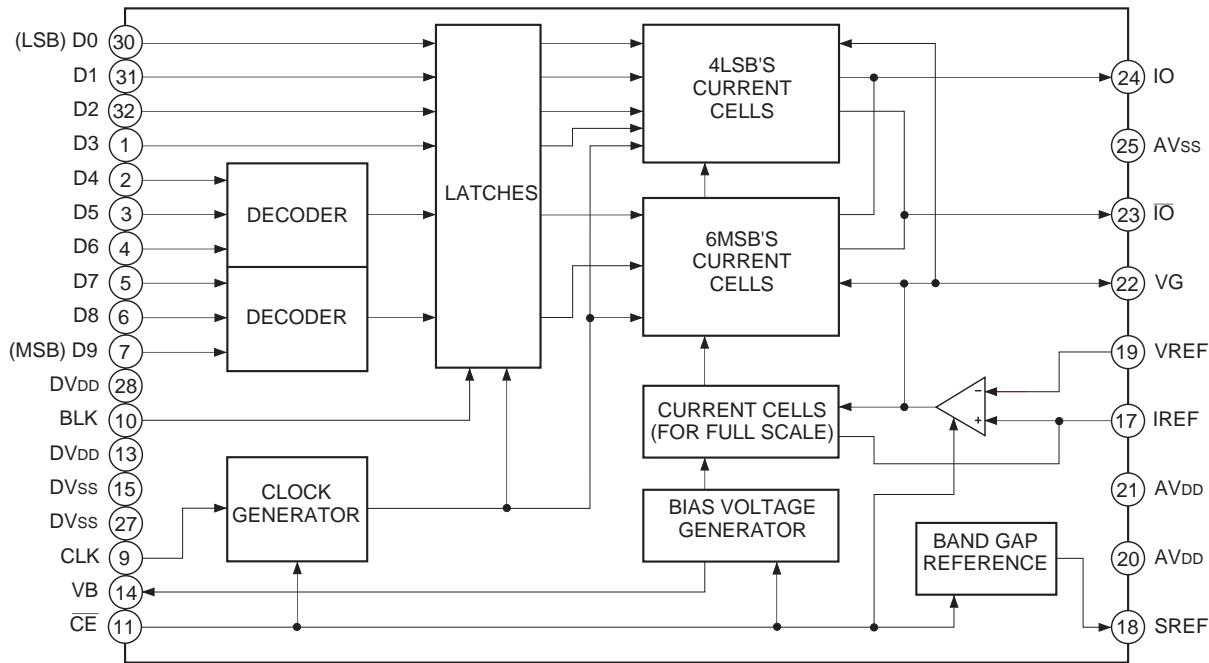 (LSB) D0 30
D1 31
D2 32
D3 1
D4 2
D5 3
D6 4
D7 5
D8 6
(MSB) D9 7
DVDD 28
BLK 10
DVDD 13
DVSS 15
DVSS 27
CLK 9
VB 14
CE 11
DECODER
DECODER
CLOCK
GENERATOR
LATCHES
4LSB'S
CURRENT
CELLS
6MSB'S
CURRENT
CELLS
CURRENT CELLS
(FOR FULL SCALE)
BIAS VOLTAGE
GENERATOR
−
+
BAND GAP
REFERENCE
24 IO
25 AVSS
23 IO
22 VG
19 VREF
17 IREF
21 AVDD
20 AVDD
18 SREF